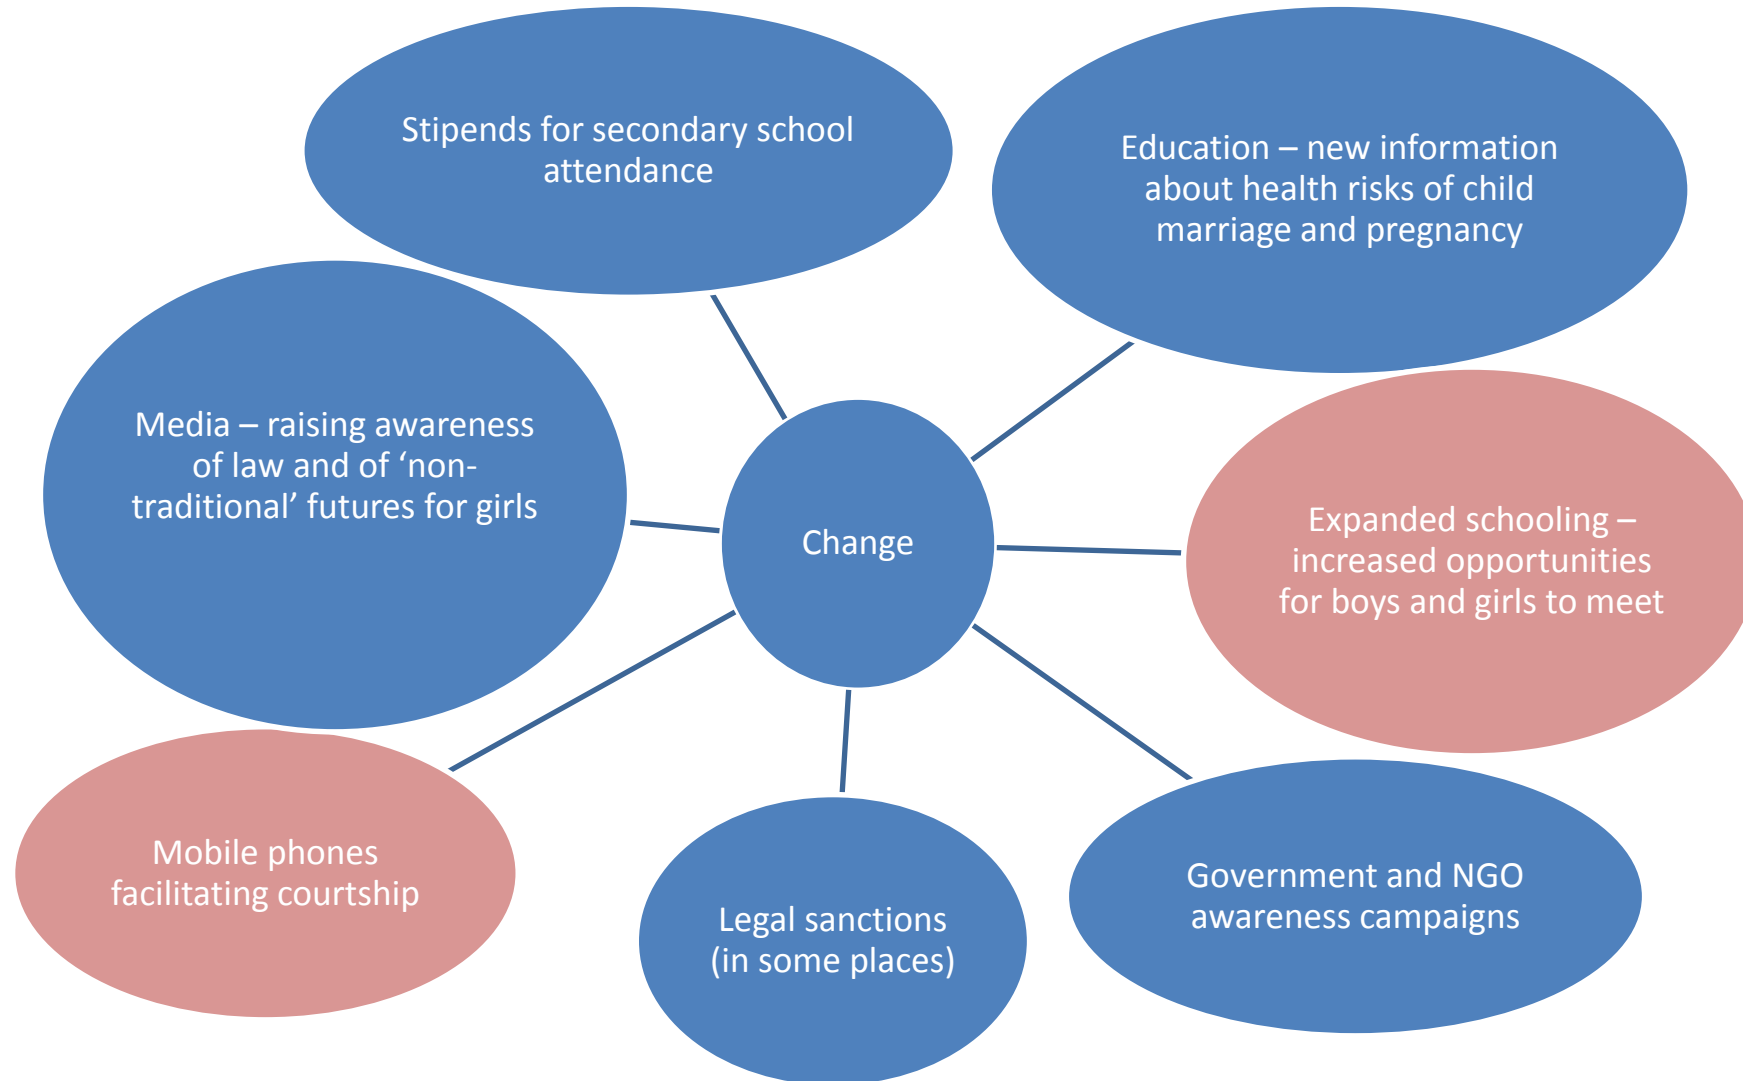 Stipends for secondary school
attendance
Education – new information
about health risks of child
marriage and pregnancy
Media – raising awareness
of law and of ‘non-
traditional’ futures for girls
Change
Expanded schooling –
increased opportunities
for boys and girls to meet
Mobile phones
facilitating courtship
Legal sanctions
(in some places)
Government and NGO
awareness campaigns